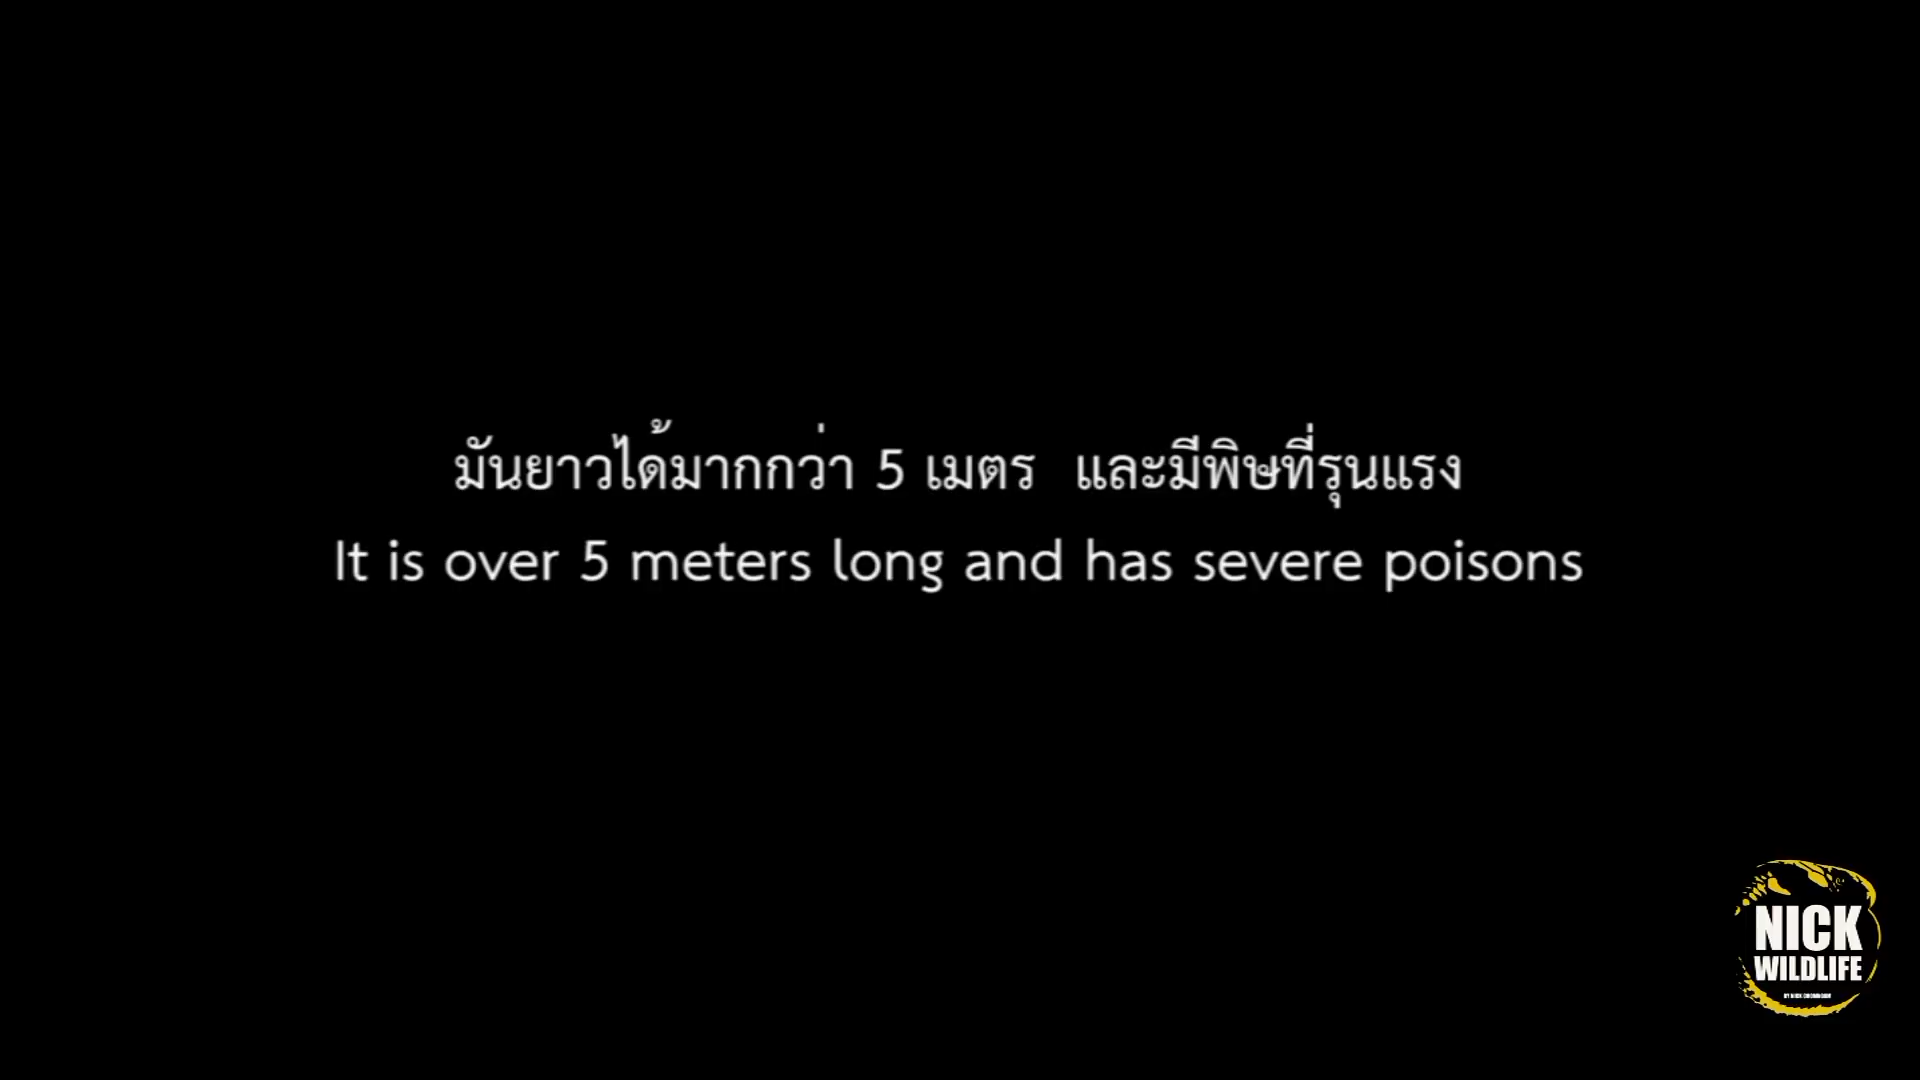 มันยาวได้มากกว่า 5 เมตร  และมีพิษที่รุนแรง
It is over 5 meters long and has severe poisons
NICK
WILDLIFE